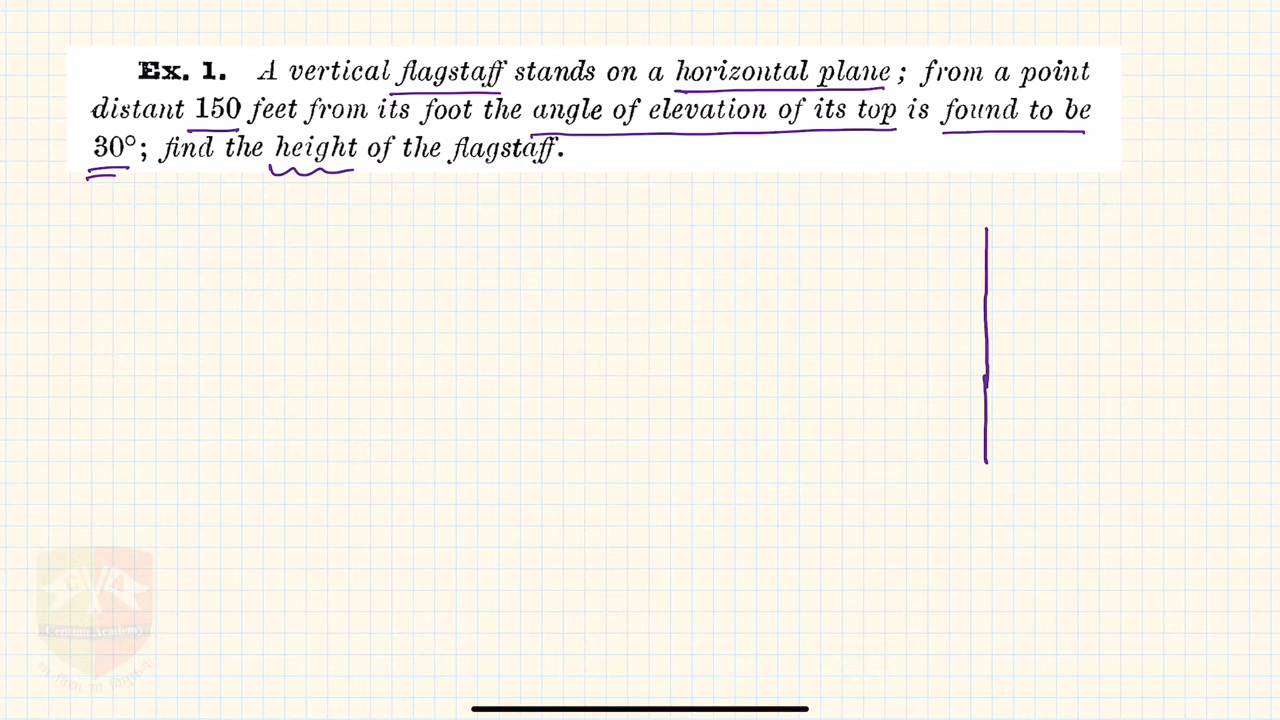 Ex. 1. A vertical flagstaff stands on a horizontal plane; from a point
distant 150 feet from its foot the angle of elevation of its top is found to be
30°; find the height of the flagstaff.
C A